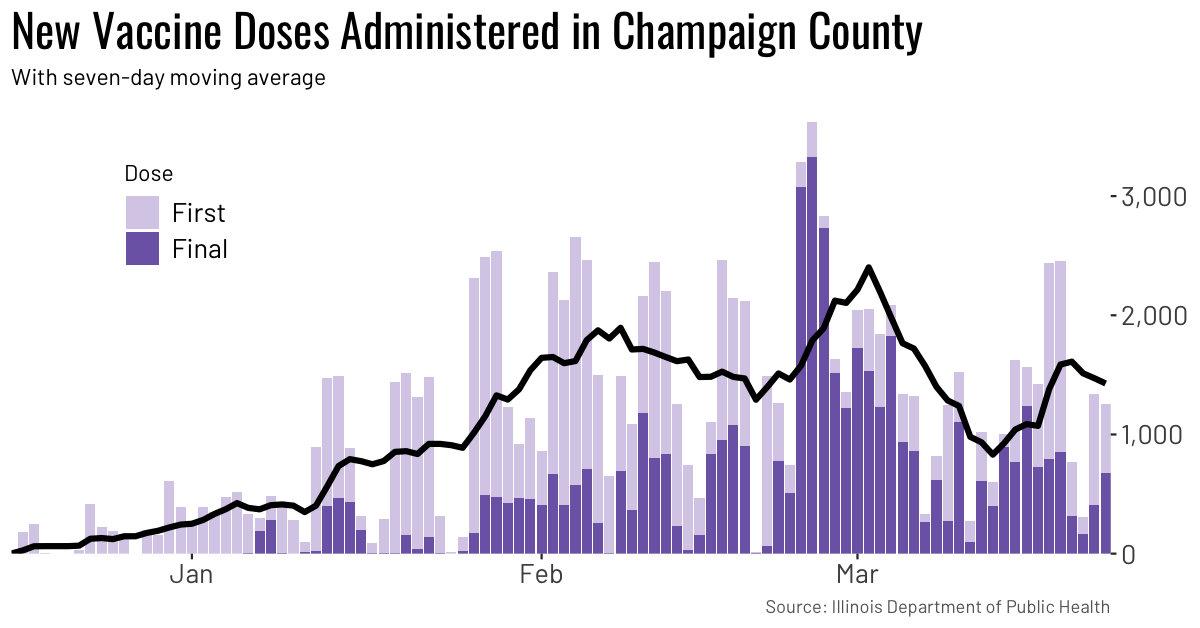 New Vaccine Doses Administered in Champaign County
With seven-day moving average
Dose
First
Final
3,000
2,000
1,000
0
Jan Feb Mar
Source: Illinois Department of Public Health